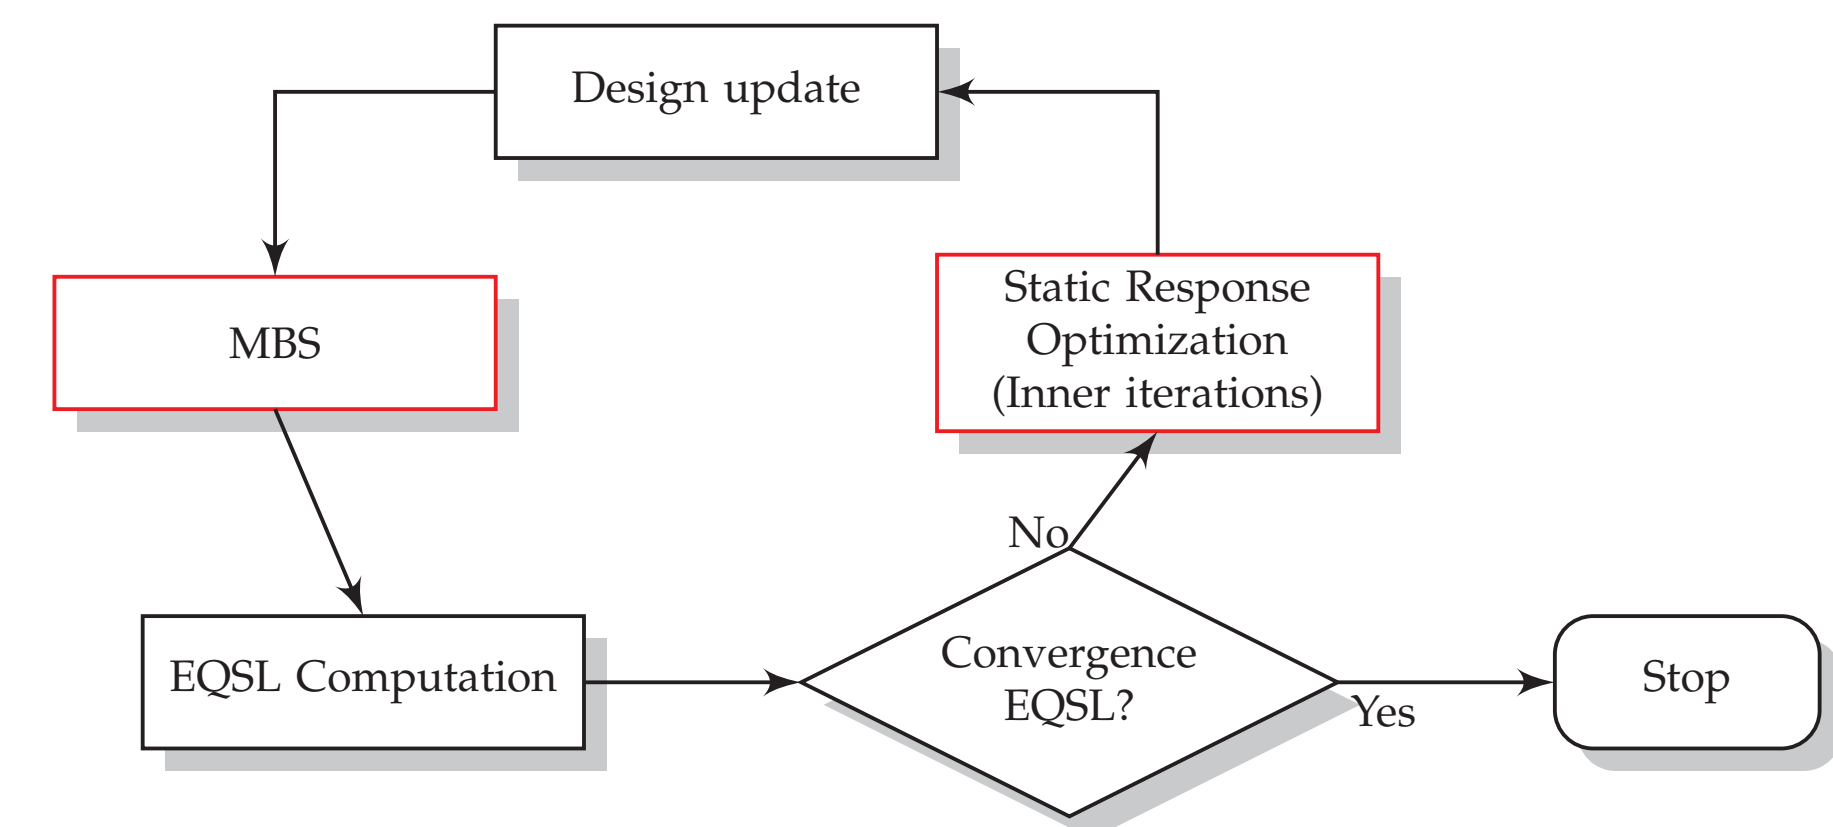 Design update
MBS
Static Response
Optimization
(Inner iterations)
No
EQSL Computation
Convergence
EQSL?
Yes
Stop